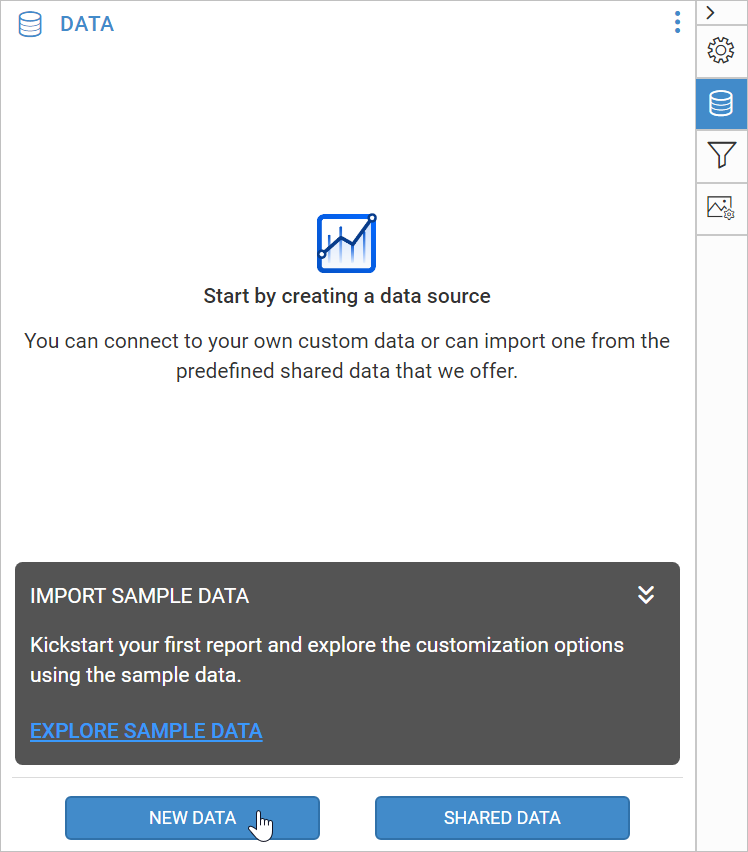 DATA
Start by creating a data source
You can connect to your own custom data or can import one from the
predefined shared data that we offer.
IMPORT SAMPLE DATA
Kickstart your first report and explore the customization options
using the sample data.
EXPLORE SAMPLE DATA
NEW DATA
SHARED DATA